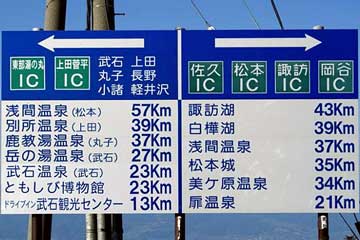 東部湯の丸 IC
上田菅平 IC
武石 上田
丸子 長野
小諸 軽井沢
浅間温泉(松本) 57Km
別所温泉(上田) 39Km
鹿教湯温泉(丸子) 37Km
岳の湯温泉(武石) 27Km
武石温泉(武石) 23Km
ともしび博物館 23Km
ドライブイン 武石観光センター 13Km
佐久 IC
松本 IC
諏訪 IC
岡谷 IC
諏訪湖 43Km
白樺湖 39Km
浅間温泉 37Km
松本城 35Km
美ケ原温泉 34Km
扉温泉 21Km